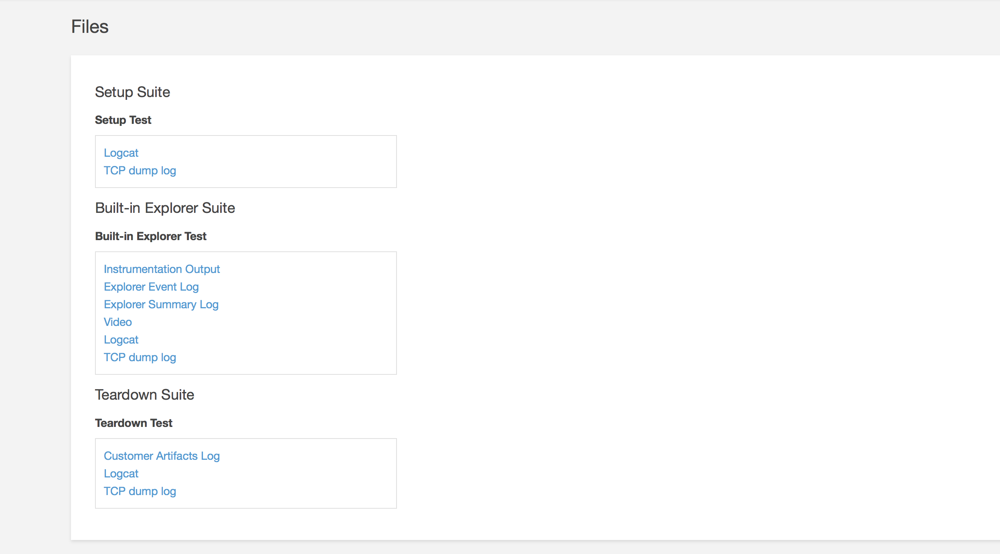 Files
Setup Suite
Setup Test
Logcat
TCP dump log
Built-in Explorer Suite
Built-in Explorer Test
Instrumentation Output
Explorer Event Log
Explorer Summary Log
Video
Logcat
TCP dump log
Teardown Suite
Teardown Test
Customer Artifacts Log
Logcat
TCP dump log